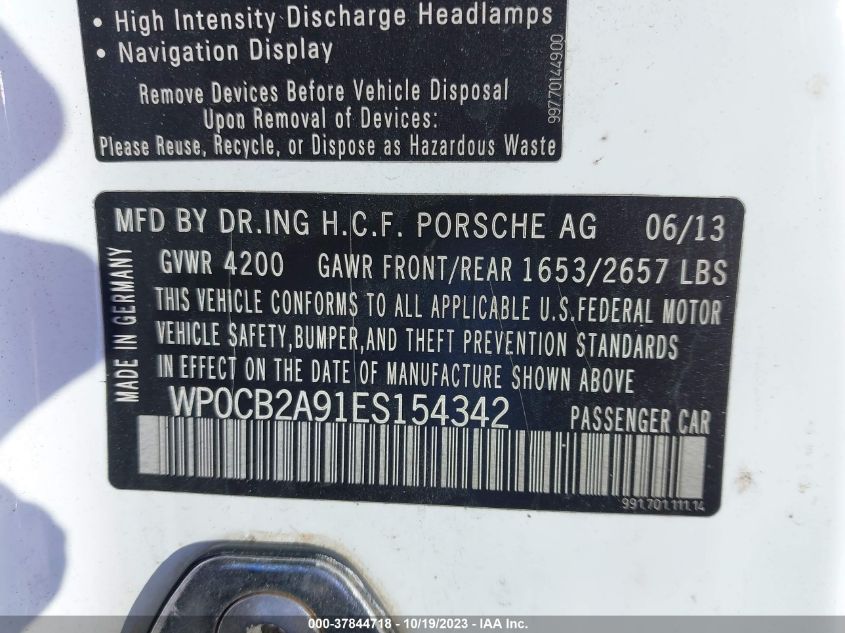 • High Intensity Discharge Headlamps
• Navigation Display
Remove Devices Before Vehicle Disposal
Upon Removal of Devices:
Please Reuse, Recycle, or Dispose as Hazardous Waste
99770144900
MFD BY DR.ING H.C.F. PORSCHE AG 06/13
GVWR 4200 GAWR FRONT/REAR 1653/2657 LBS
THIS VEHICLE CONFORMS TO ALL APPLICABLE U.S.FEDERAL MOTOR
VEHICLE SAFETY,BUMPER,AND THEFT PREVENTION STANDARDS
IN EFFECT ON THE DATE OF MANUFACTURE SHOWN ABOVE
MADE IN GERMANY
WP0CB2A91ES154342 PASSENGER CAR
991.701.111.14
000-37844718 - 10/19/2023 - IAA Inc.